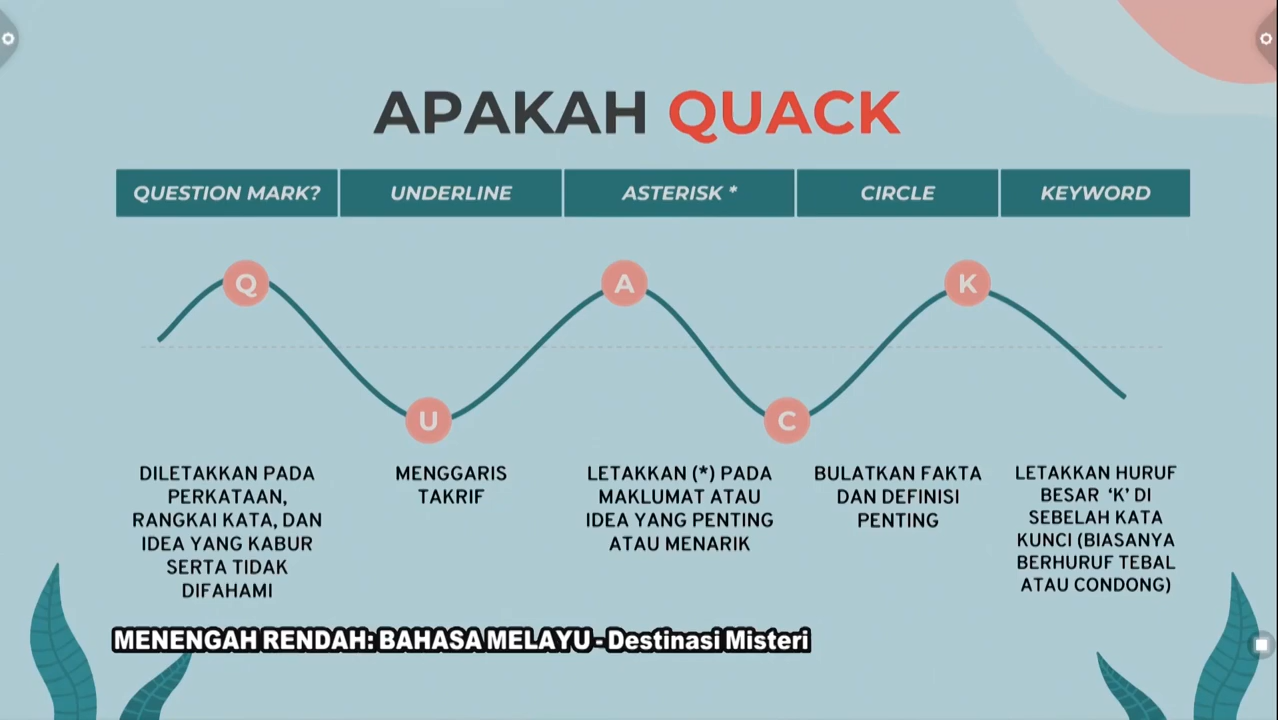 APAKAH QUACK
QUESTION MARK?
UNDERLINE
ASTERISK *
CIRCLE
KEYWORD
Q
U
A
C
K
DILETAKKAN PADA
PERKATAAN,
RANGKAI KATA, DAN
IDEA YANG KABUR
SERTA TIDAK
DIFAHAMI
MENGGARIS
TAKRIF
LETAKKAN (*) PADA
MAKLUMAT ATAU
IDEA YANG PENTING
ATAU MENARIK
BULATKAN FAKTA
DAN DEFINISI
PENTING
LETAKKAN HURUF
BESAR 'K' DI
SEBELAH KATA
KUNCI (BIASANYA
BERHURUF TEBAL
ATAU CONDONG)
MENENGAH RENDAH: BAHASA MELAYU - Destinasi Misteri